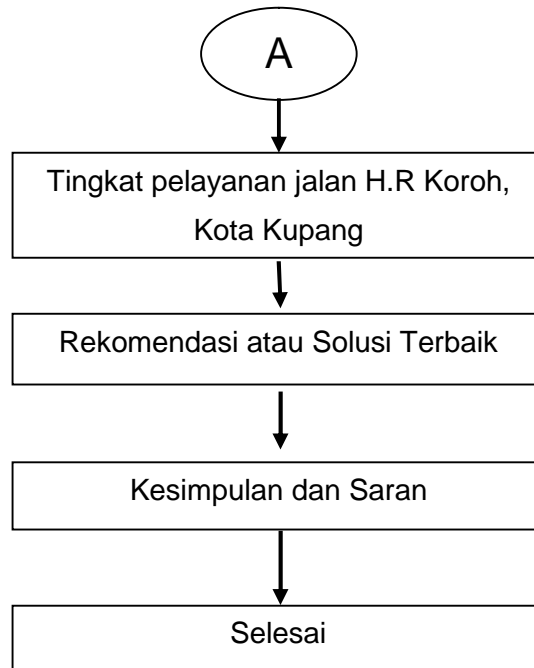 A
Tingkat pelayanan jalan H.R Koroh,
Kota Kupang
Rekomendasi atau Solusi Terbaik
Kesimpulan dan Saran
Selesai